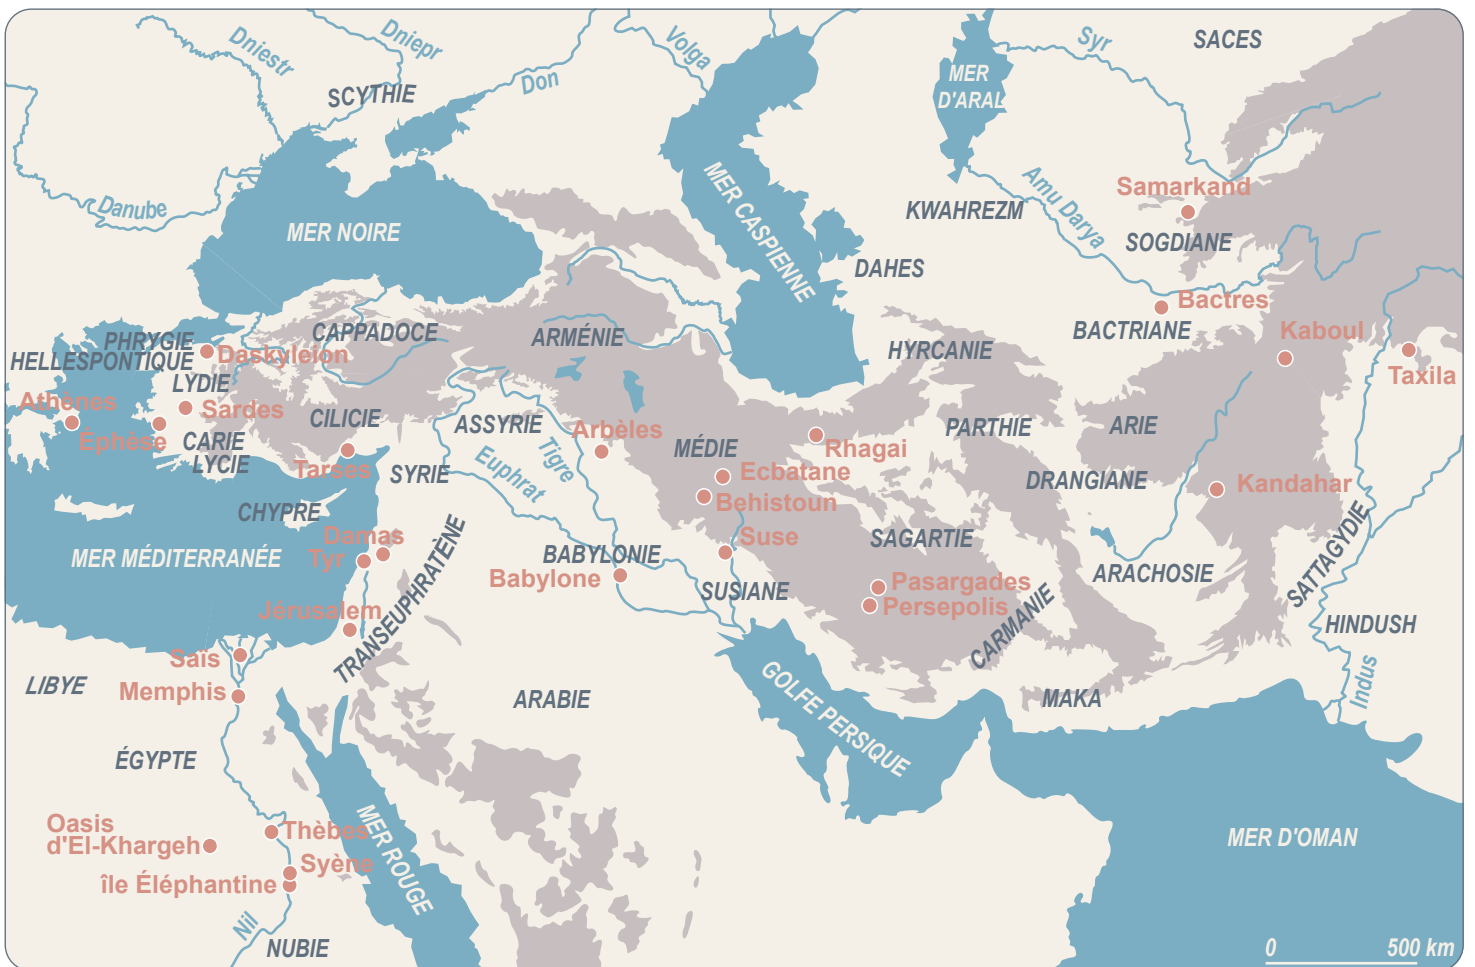 Dniestr
Dniepr
Don
Volga
Syr
SACES
SCYTHIE
MER
D'ARAL
Danube
MER NOIRE
MER CASPIENNE
KWAHREZM
Amu Darya
Samarkand
SOGDIANE
DAHES
Bactres
BACTRIANE
Kaboul
Taxila
PHRYGIE
HELLESPONTIQUE
Daskyleion
CAPPADOCE
ARMÉNIE
HYRCANIE
LYDIE
Athènes
Sardes
Éphèse
CARIE
LYCIE
CILICIE
Tarses
ASSYRIE
Arbèles
MÉDIE
Rhagai
PARTHIE
ARIE
SYRIE
Euphrat
Tigre
Ecbatane
Behistoun
DRANGIANE
Kandahar
CHYPRE
MER MÉDITERRANÉE
Damas
Tyr
TRANSEUPHRATÈNE
BABYLONIE
Babylone
Suse
SUSIANE
SAGARTIE
Pasargades
Persepolis
CARMANIE
ARACHOSIE
SATTAGYDIE
HINDUSH
Indus
Jérusalem
Saïs
Memphis
LIBYE
ARABIE
GOLFE PERSIQUE
MAKA
ÉGYPTE
Oasis
d'El-Khargeh
Thèbes
Syène
île Éléphantine
MER ROUGE
MER D'OMAN
Nil
NUBIE
0 500 km